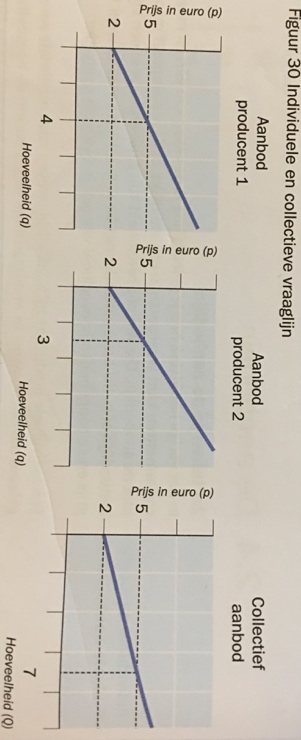 Figuur 30 Individuele en collectieve vraaglijn
Aanbod
producent 1
Prijs in euro (p)
5
2
4
Hoeveelheid (q)
Aanbod
producent 2
Prijs in euro (p)
5
2
3
Hoeveelheid (q)
Collectief
aanbod
Prijs in euro (p)
5
2
7
Hoeveelheid (Q)